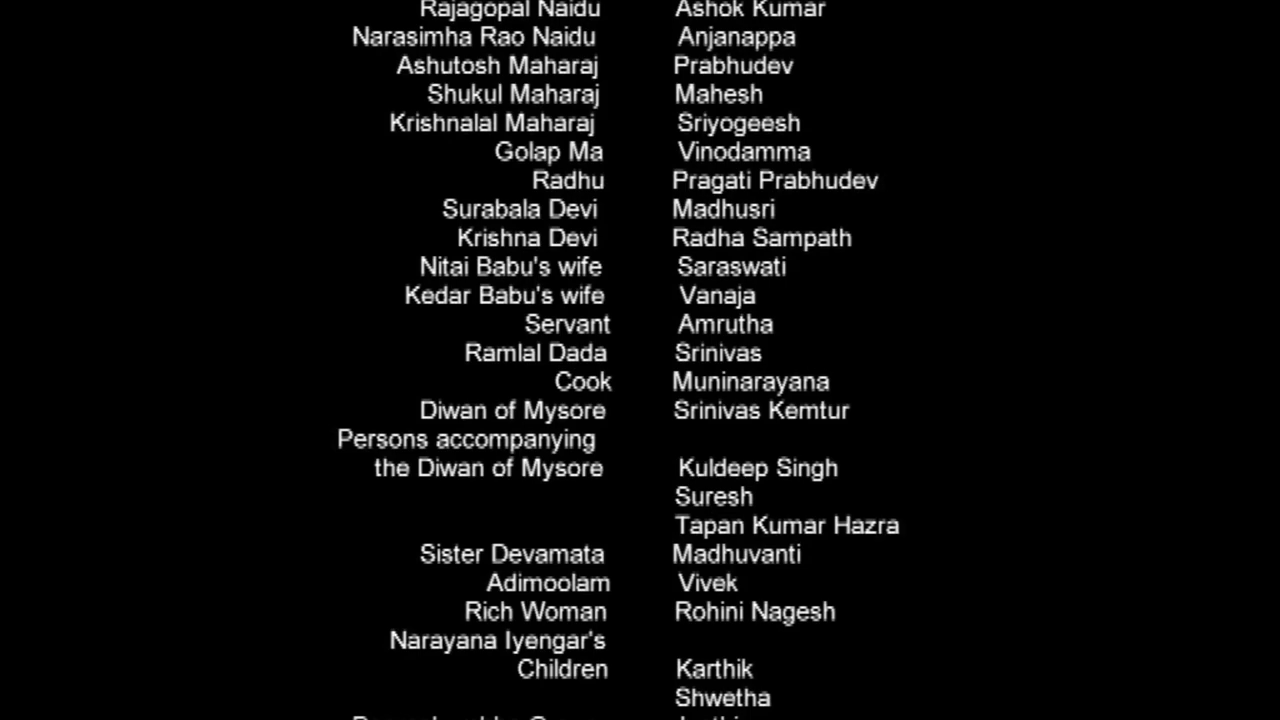 Rajagopal Naidu Ashok Kumar
Narasimha Rao Naidu Anjanappa
Ashutosh Maharaj Prabhudev
Shukul Maharaj Mahesh
Krishnalal Maharaj Sriyogeesh
Golap Ma Vinodamma
Radhu Pragati Prabhudev
Surabala Devi Madhusri
Krishna Devi Radha Sampath
Nitai Babu's wife Saraswati
Kedar Babu's wife Vanaja
Servant Amrutha
Ramlal Dada Srinivas
Cook Muninarayana
Diwan of Mysore Srinivas Kemtur
Persons accompanying
the Diwan of Mysore Kuldeep Singh
Suresh
Tapan Kumar Hazra
Sister Devamata Madhuvanti
Adimoolam Vivek
Rich Woman Rohini Nagesh
Narayana Iyengar's
Children Karthik
Shwetha